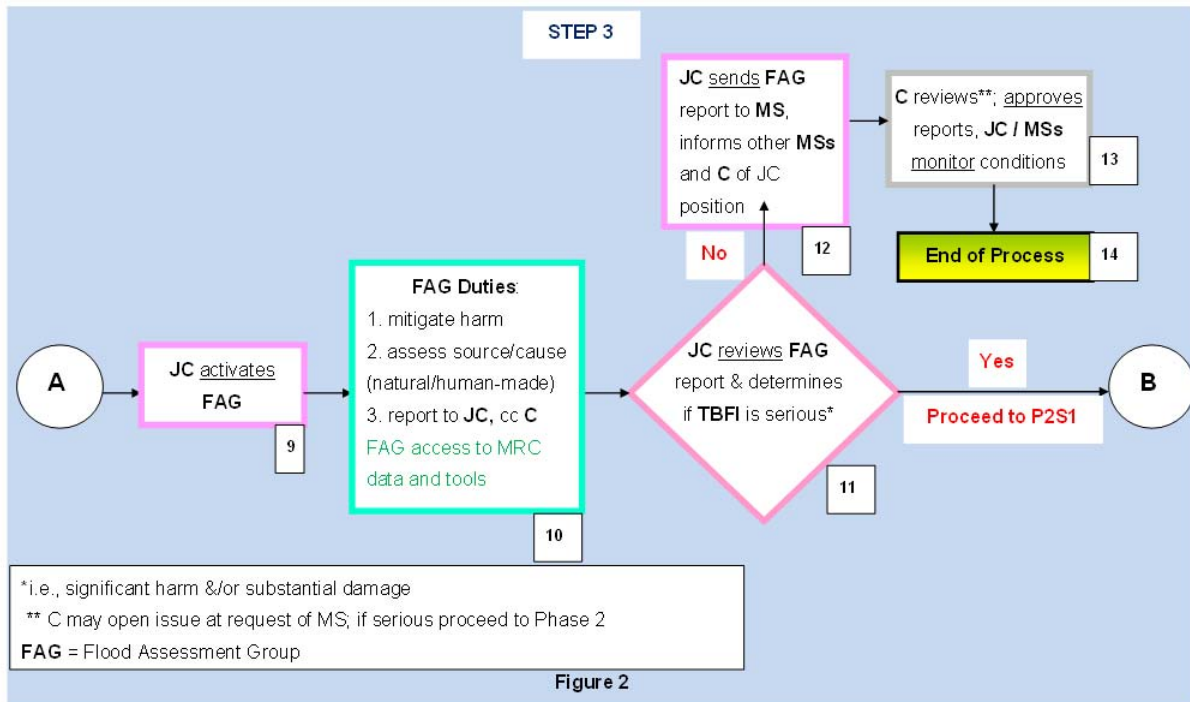 STEP 3
JC sends FAG
report to MS,
informs other MSs
and C of JC
position
12
C reviews**; approves
reports, JC / MSs
monitor conditions
13
End of Process
14
No
A
JC activates
FAG
9
FAG Duties:
1. mitigate harm
2. assess source/cause
(natural/human-made)
3. report to JC, cc C
FAG access to MRC
data and tools
10
JC reviews FAG
report & determines
if TBFI is serious*
11
Yes
Proceed to P2S1
B
*i.e., significant harm &/or substantial damage
** C may open issue at request of MS; if serious proceed to Phase 2
FAG = Flood Assessment Group
Figure 2